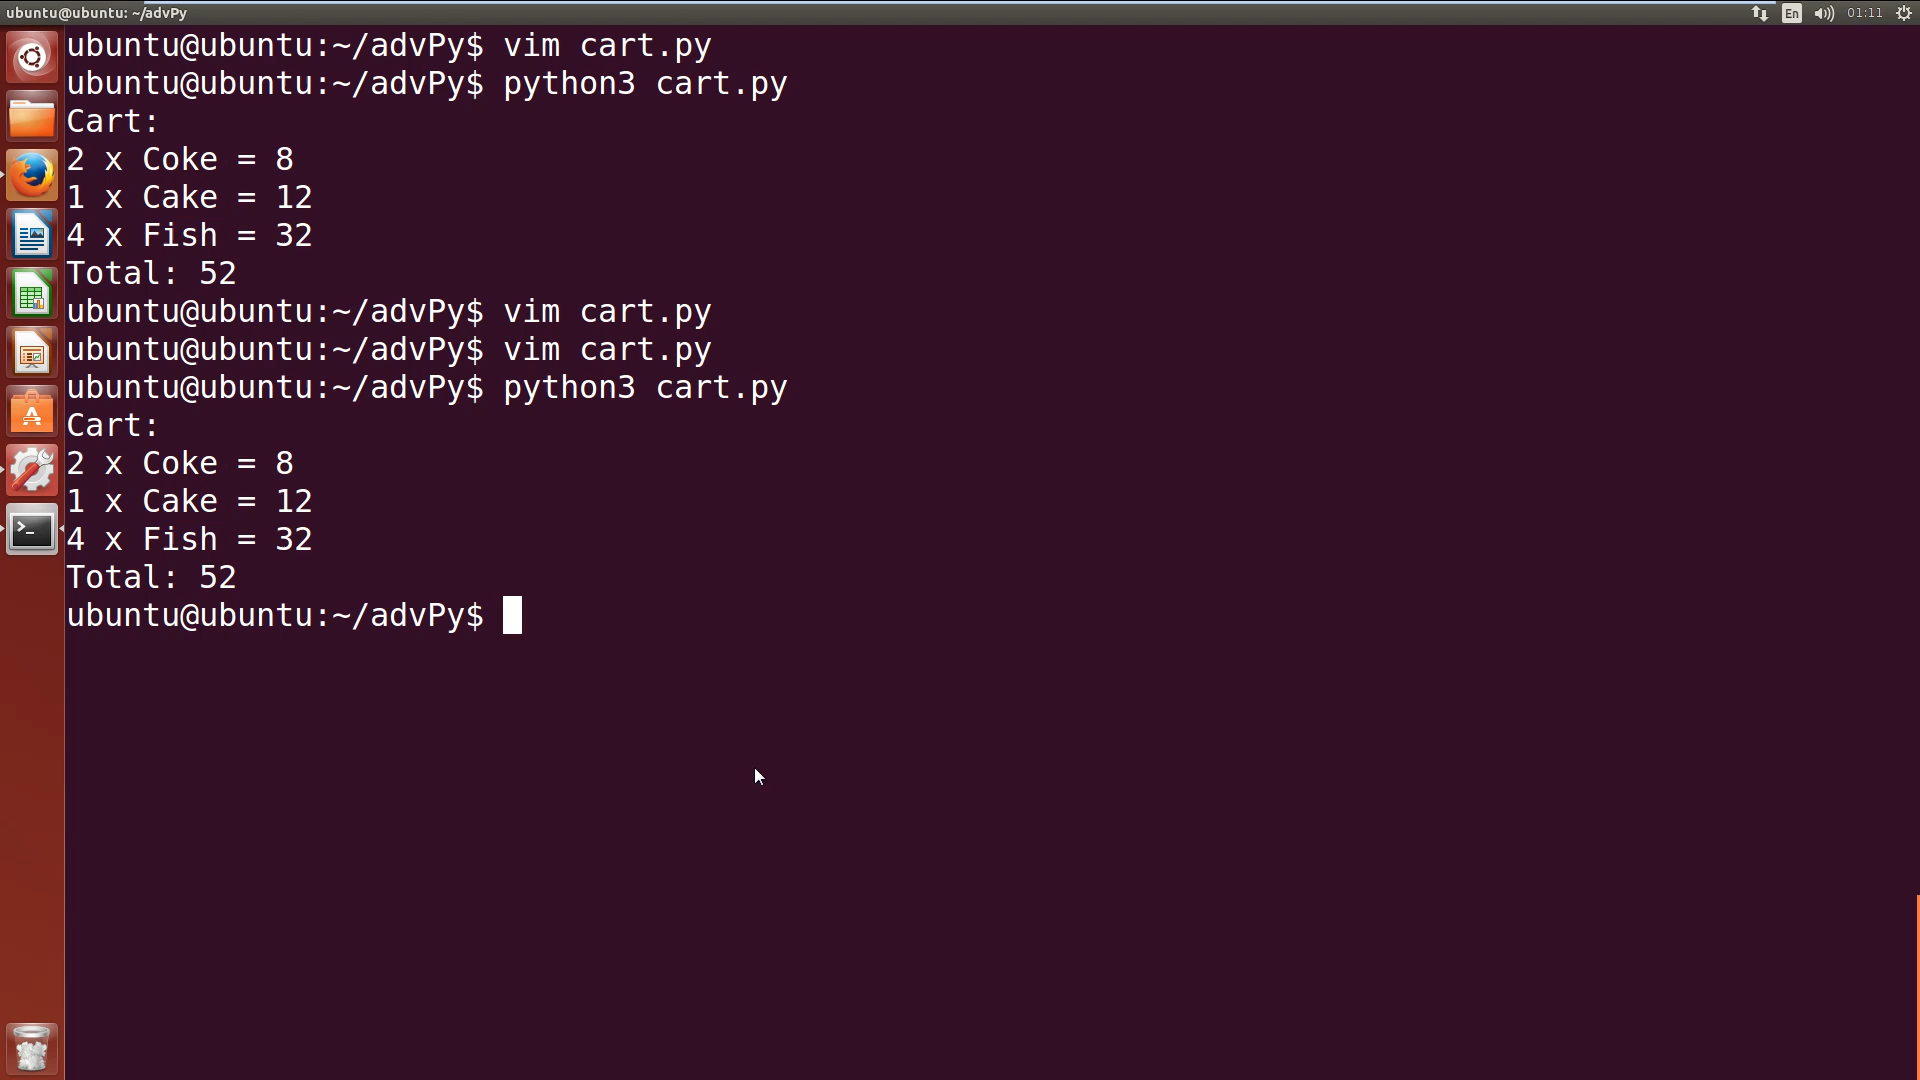 ubuntu@ubuntu: ~/advPy
En
01:11
ubuntu@ubuntu:~/advPy$ vim cart.py
ubuntu@ubuntu:~/advPy$ python3 cart.py
Cart:
2 x Coke = 8
1 x Cake = 12
4 x Fish = 32
Total: 52
ubuntu@ubuntu:~/advPy$ vim cart.py
ubuntu@ubuntu:~/advPy$ vim cart.py
ubuntu@ubuntu:~/advPy$ python3 cart.py
Cart:
2 x Coke = 8
1 x Cake = 12
4 x Fish = 32
Total: 52
ubuntu@ubuntu:~/advPy$